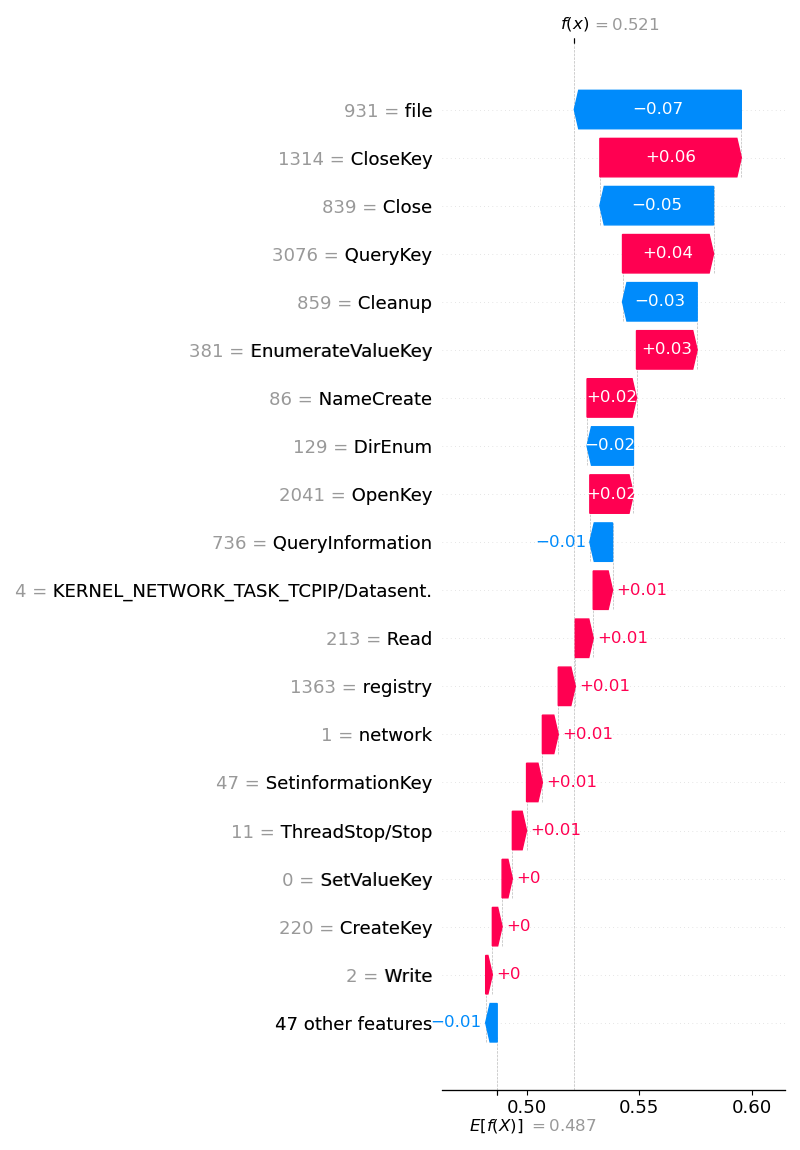 f(x) = 0.521
931 = file −0.07
1314 = CloseKey +0.06
839 = Close −0.05
3076 = QueryKey +0.04
859 = Cleanup −0.03
381 = EnumerateValueKey +0.03
86 = NameCreate +0.02
129 = DirEnum −0.02
2041 = OpenKey +0.02
736 = QueryInformation −0.01
4 = KERNEL_NETWORK_TASK_TCPIP/Datasent. +0.01
213 = Read +0.01
1363 = registry +0.01
1 = network +0.01
47 = SetinformationKey +0.01
11 = ThreadStop/Stop +0.01
0 = SetValueKey +0
220 = CreateKey +0
2 = Write +0
47 other features −0.01
0.50 0.55 0.60
E[f(X)] = 0.487